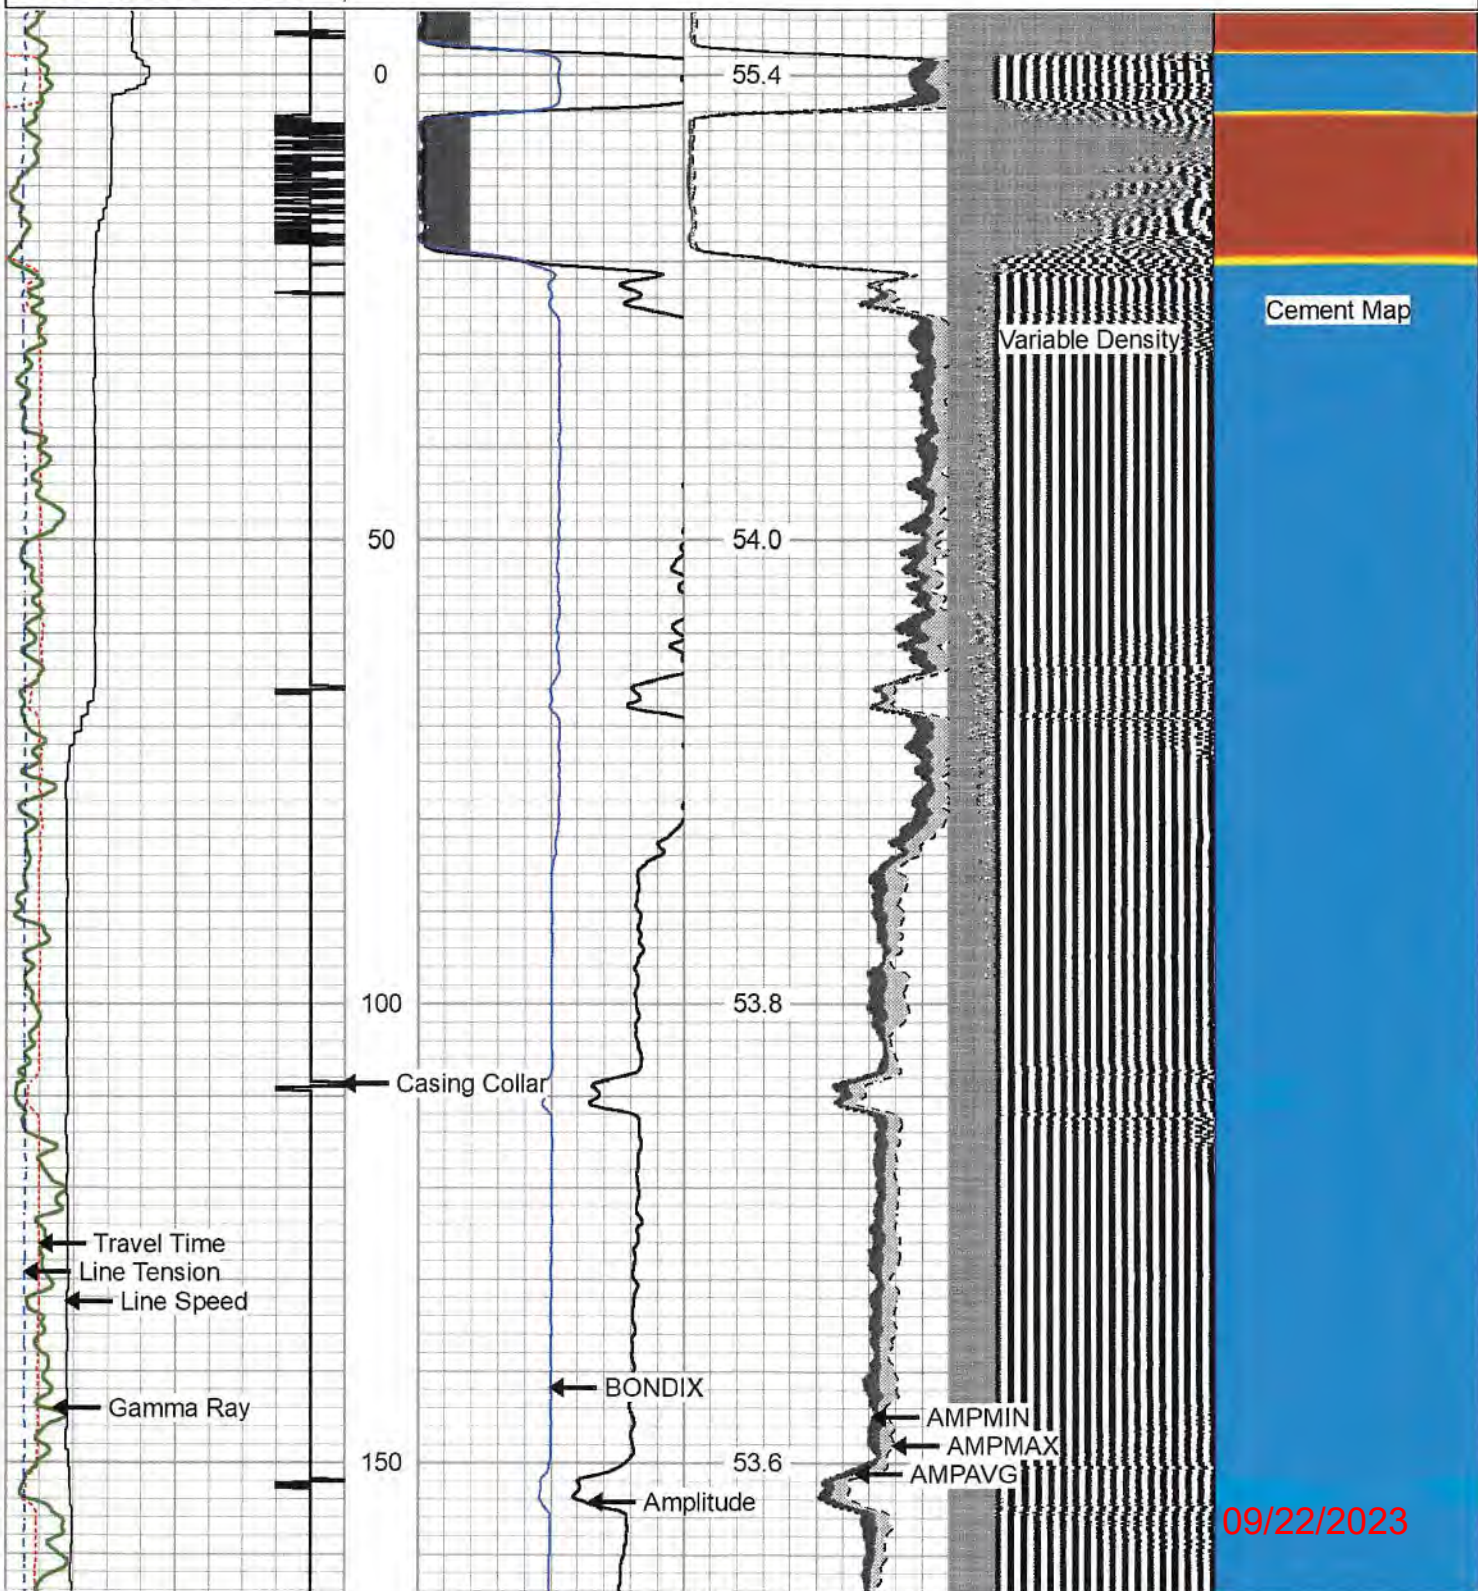 0
55.4
Cement Map
Variable Density
50
54.0
100
53.8
Casing Collar
Travel Time
Line Tension
Line Speed
BONDIX
Gamma Ray
AMPMIN
AMPMAX
150
53.6
AMPAVG
Amplitude
09/22/2023